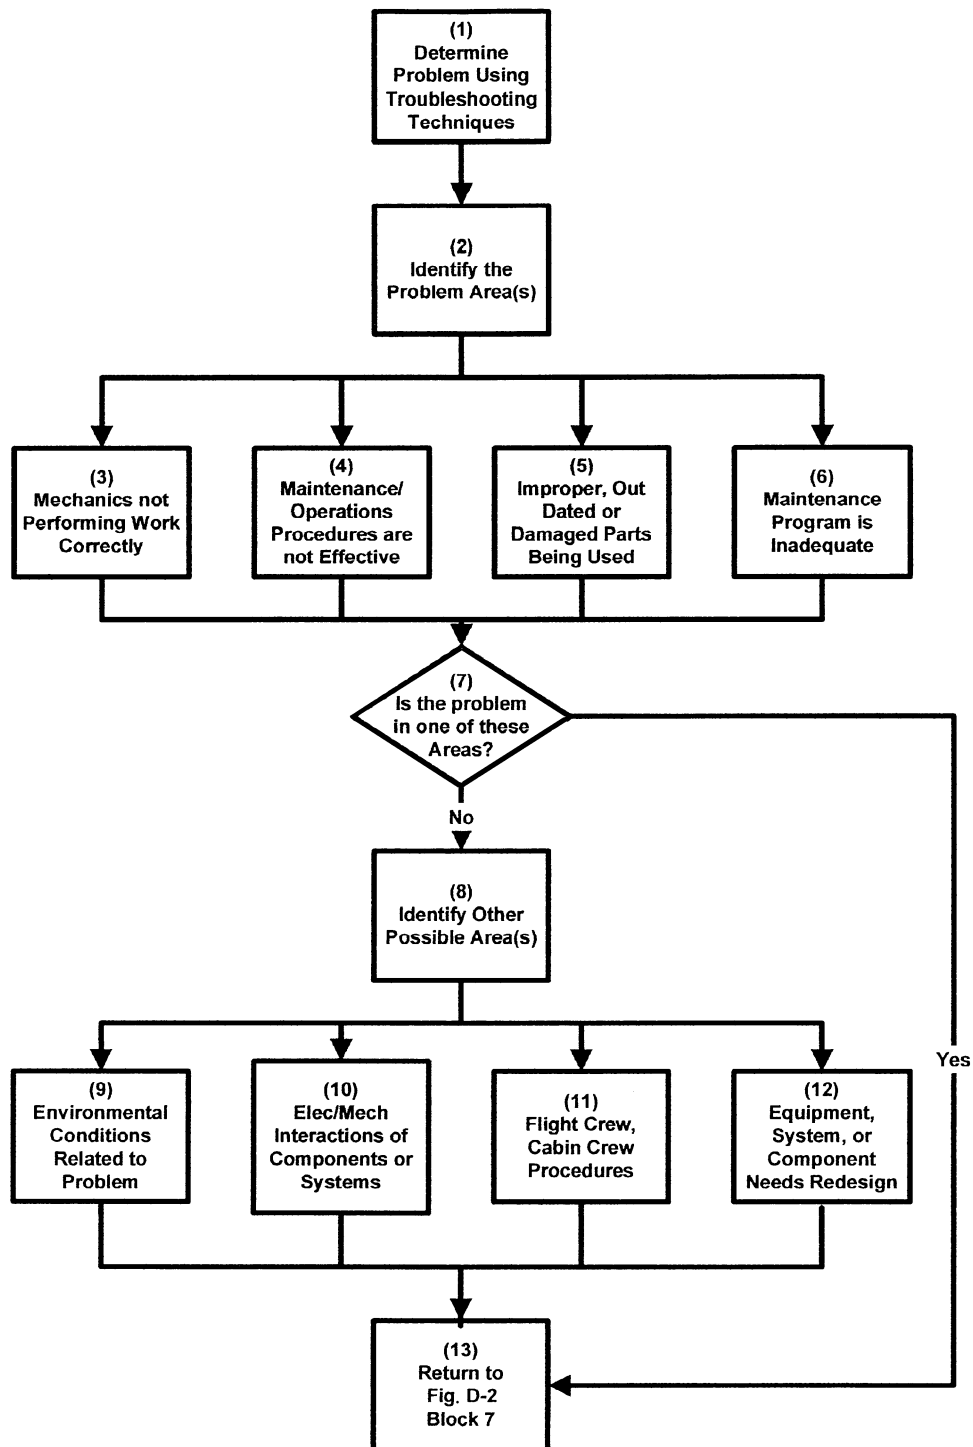 (1)
Determine
Problem Using
Troubleshooting
Techniques
(2)
Identify the
Problem Area(s)
(3)
Mechanics not
Performing Work
Correctly
(4)
Maintenance/
Operations
Procedures are
not Effective
(5)
Improper, Out
Dated or
Damaged Parts
Being Used
(6)
Maintenance
Program is
Inadequate
(7)
Is the problem
in one of these
Areas?
No
Yes
(8)
Identify Other
Possible Area(s)
(9)
Environmental
Conditions
Related to
Problem
(10)
Elec/Mech
Interactions of
Components or
Systems
(11)
Flight Crew,
Cabin Crew
Procedures
(12)
Equipment,
System, or
Component
Needs Redesign
(13)
Return to
Fig. D-2
Block 7